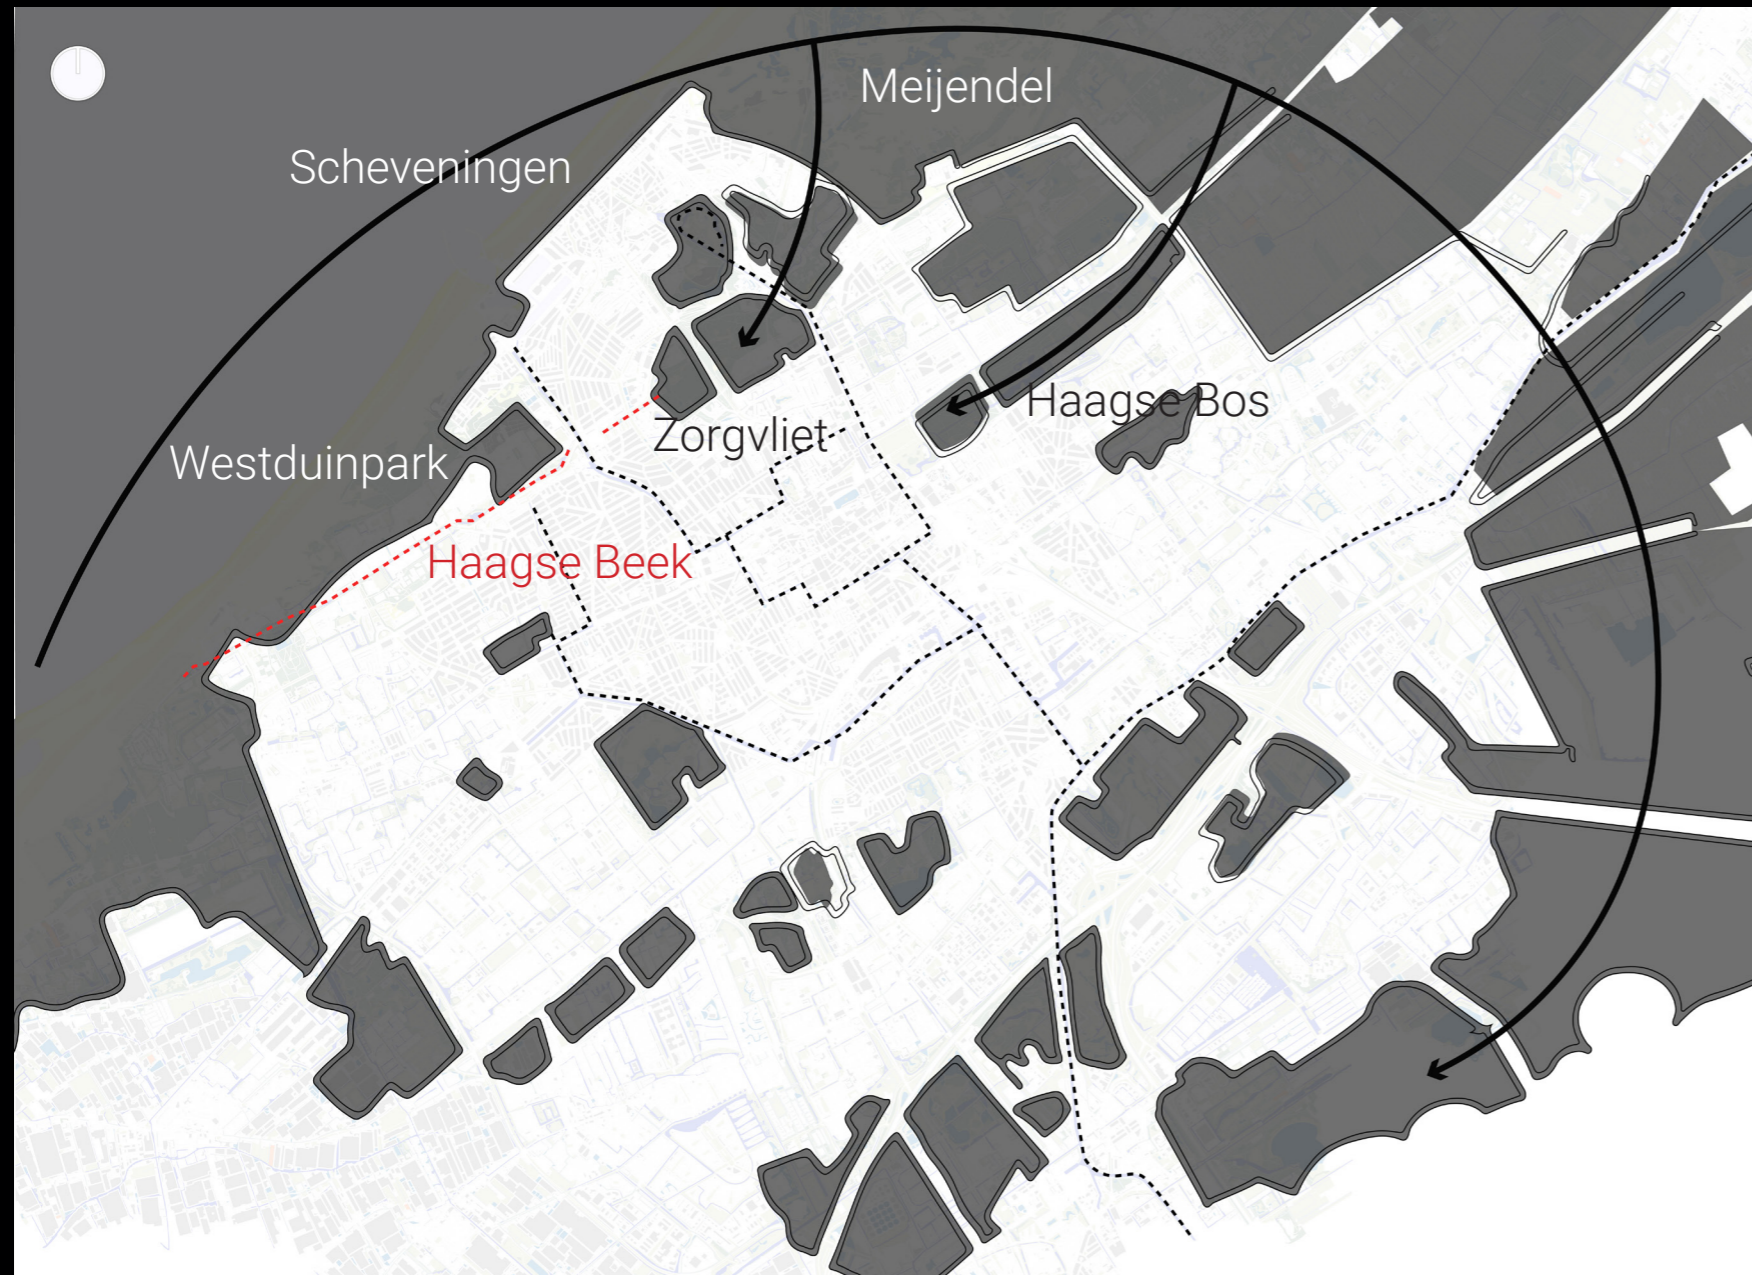 Meijendel
Scheveningen
Haagse Bos
Zorgvliet
Westduinpark
Haagse Beek